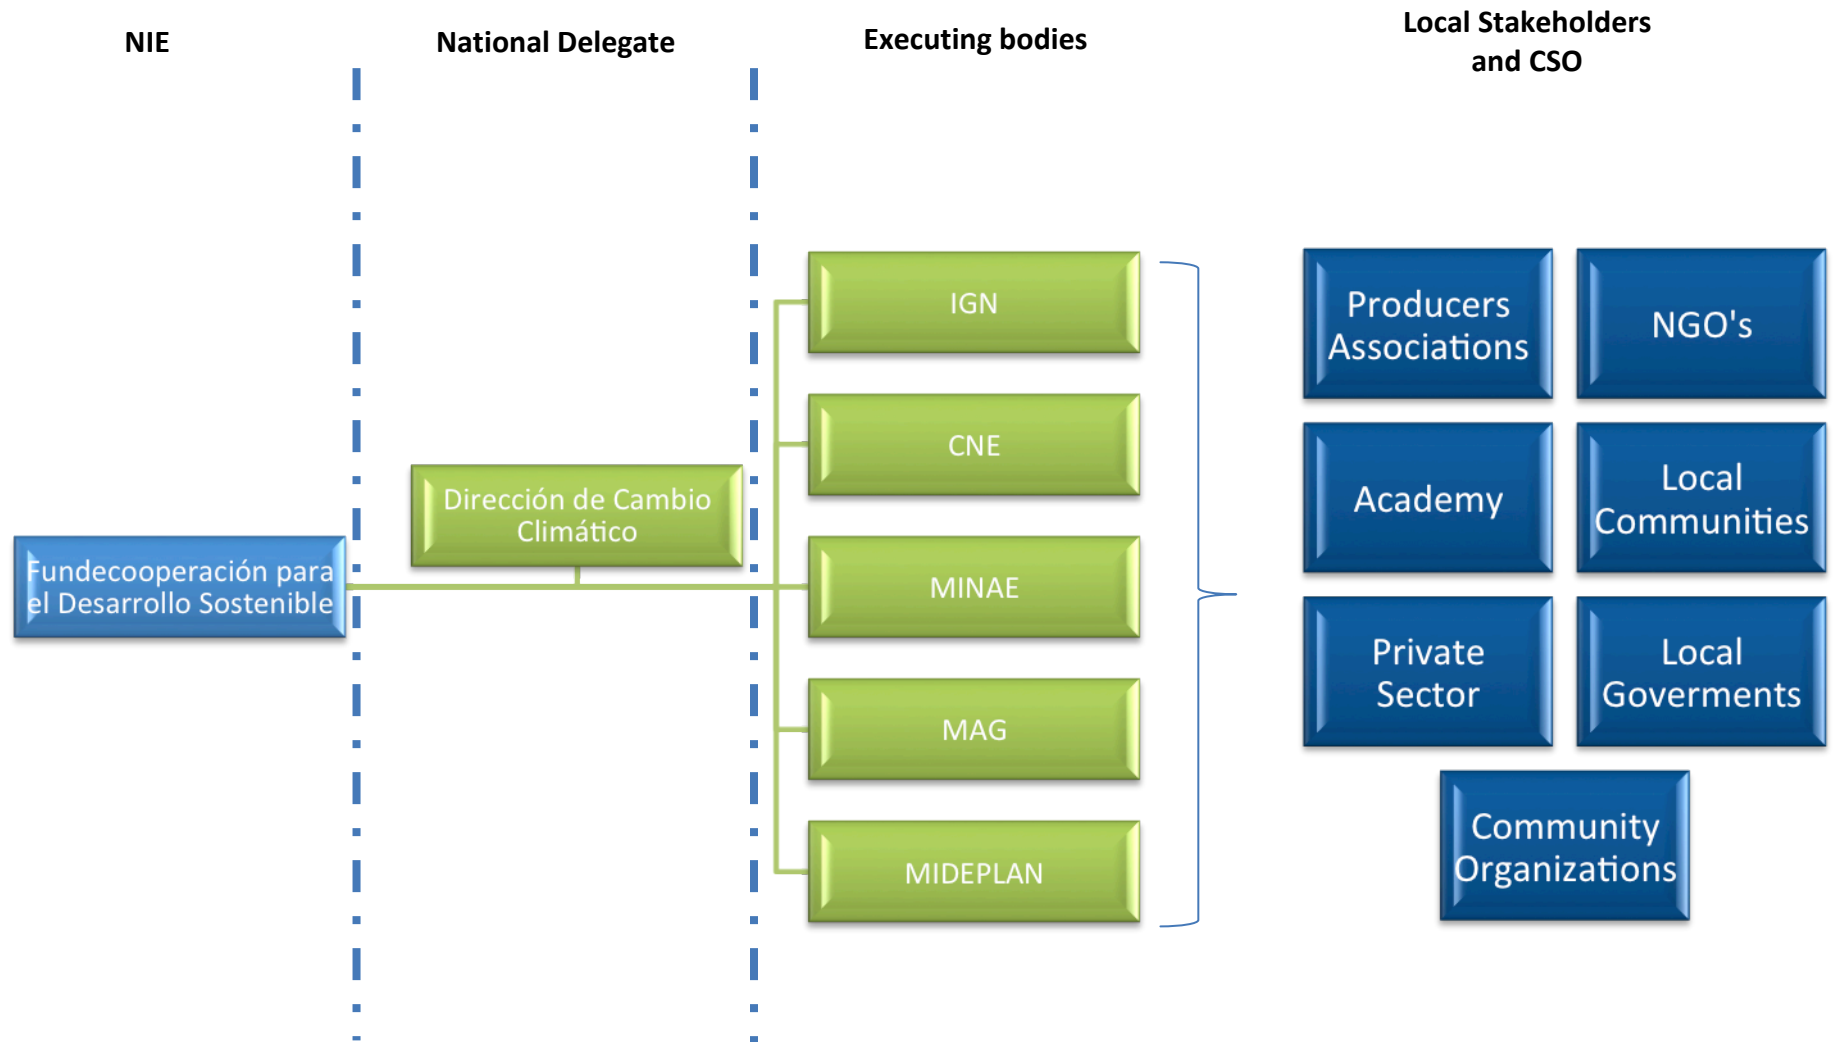 NIE
National Delegate
Executing bodies
Local Stakeholders
and CSO
Fundecooperación para
el Desarrollo Sostenible
Dirección de Cambio
Climático
IGN
CNE
MINAE
MAG
MIDEPLAN
Producers
Associations
NGO's
Academy
Local
Communities
Private
Sector
Local
Goverments
Community
Organizations